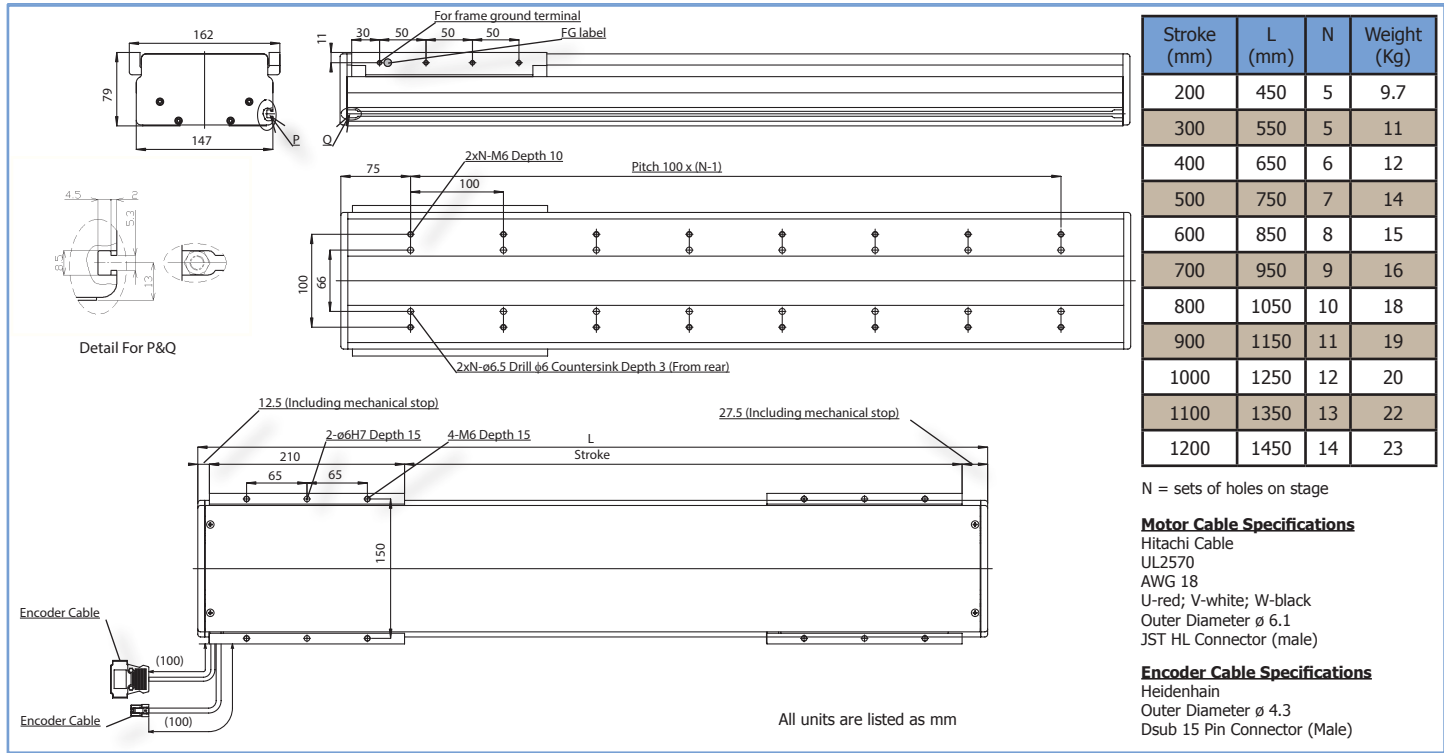 For frame ground terminal
162
11
30 50 50 50
FG label
79
147
P
Q
2xN-M6 Depth 10
75
Pitch 100 x (N-1)
100
4.5
2
5.3
8.5
13
100
66
Detail For P&Q
2xN-ø6.5 Drill ϕ6 Countersink Depth 3 (From rear)
12.5 (Including mechanical stop)
27.5 (Including mechanical stop)
L
2-ø6H7 Depth 15
4-M6 Depth 15
210
Stroke
65 65
150
Encoder Cable
(100)
Encoder Cable
(100)
All units are listed as mm
Stroke (mm) L (mm) N Weight (Kg)
200 450 5 9.7
300 550 5 11
400 650 6 12
500 750 7 14
600 850 8 15
700 950 9 16
800 1050 10 18
900 1150 11 19
1000 1250 12 20
1100 1350 13 22
1200 1450 14 23
N = sets of holes on stage
Motor Cable Specifications
Hitachi Cable
UL2570
AWG 18
U-red; V-white; W-black
Outer Diameter ø 6.1
JST HL Connector (male)
Encoder Cable Specifications
Heidenhain
Outer Diameter ø 4.3
Dsub 15 Pin Connector (Male)